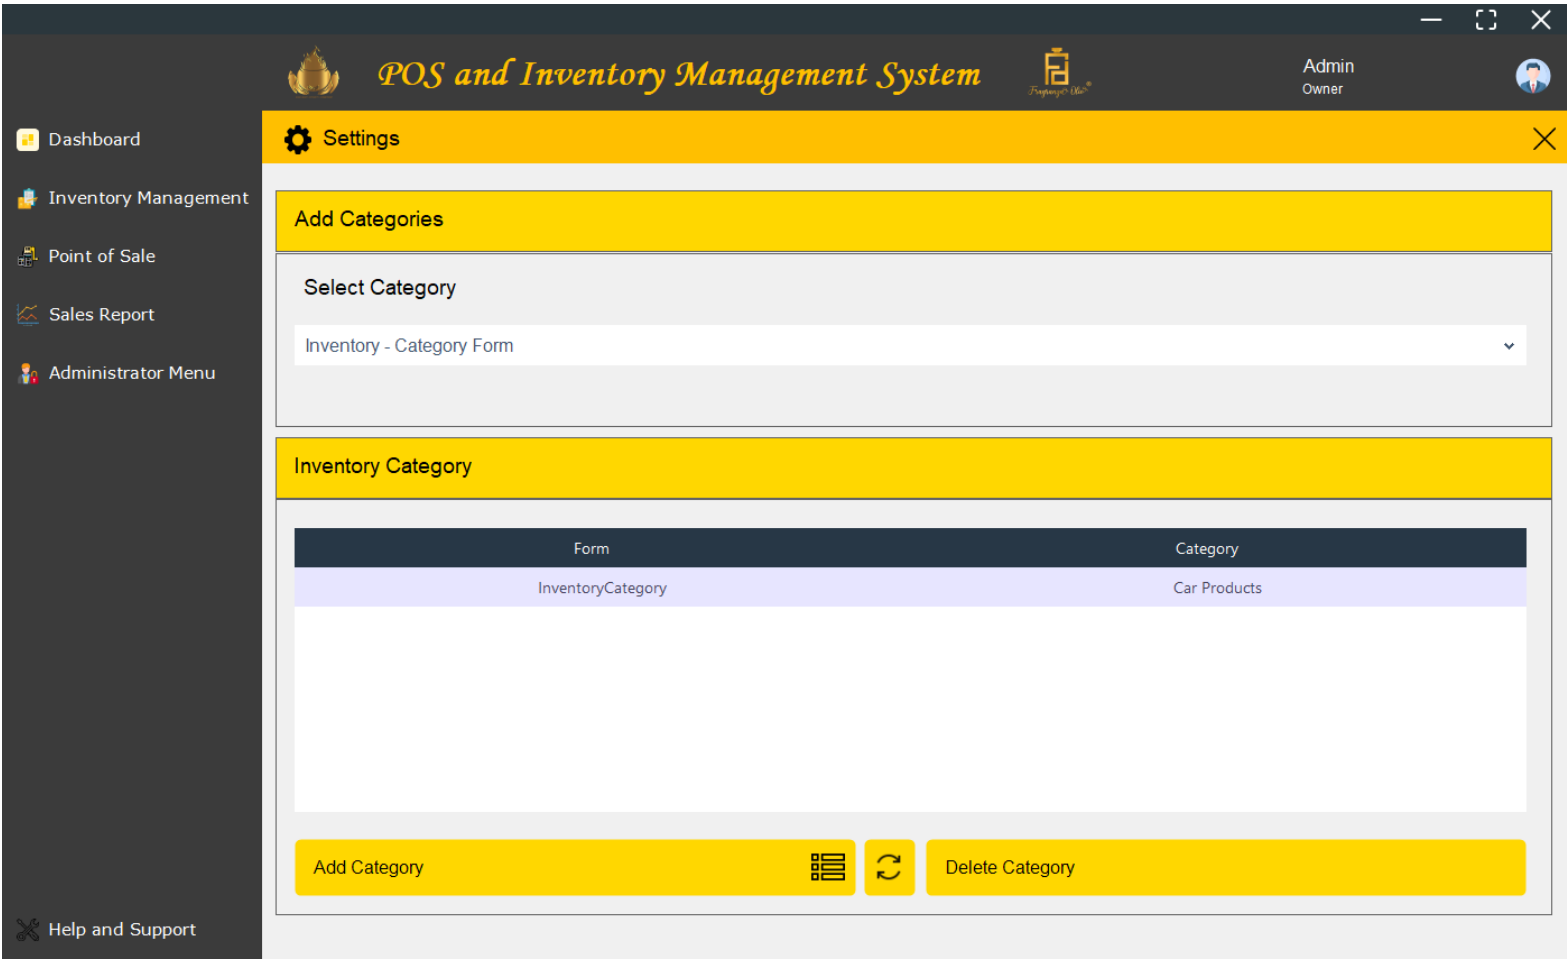 POS and Inventory Management System
Admin
Owner
Dashboard
Inventory Management
Point of Sale
Sales Report
Administrator Menu
Help and Support
Settings
Add Categories
Select Category
Inventory - Category Form
Inventory Category
Form Category
InventoryCategory Car Products
Add Category
Delete Category